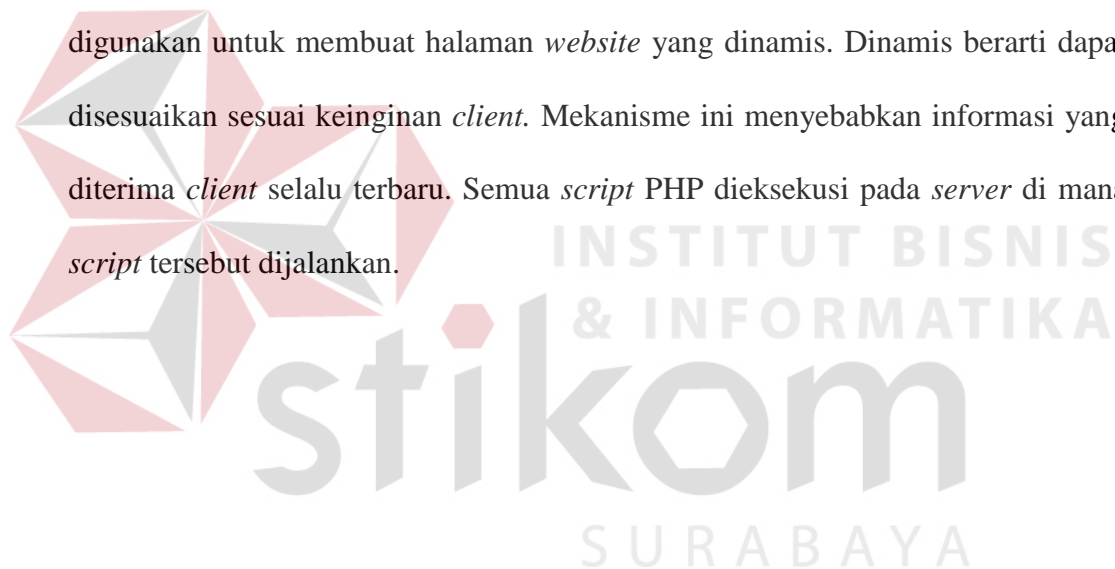 digunakan untuk membuat halaman website yang dinamis. Dinamis berarti dapa
disesuaikan sesuai keinginan client. Mekanisme ini menyebabkan informasi yang
diterima client selalu terbaru. Semua script PHP dieksekusi pada server di mana
script tersebut dijalankan.
INSTITUT BISNIS
& INFORMATIKA
stikom
SURABAYA